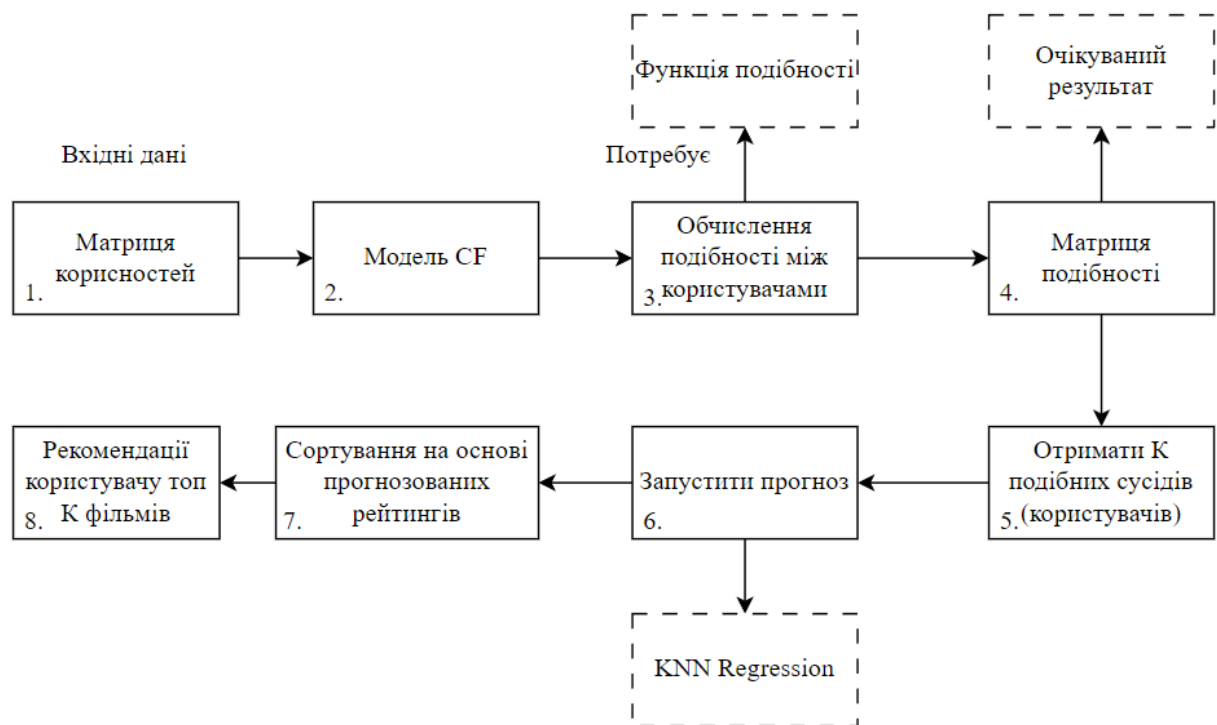 Функція подібності
Очікуваний
результат
Вхідні дані
Потребує
Матриця
корисностей
1.
Модель CF
2.
Обчислення
подібності між
користувачами
3.
Матриця
подібності
4.
Рекомендації
користувачу топ
К фільмів
8.
Сортування на основі
прогнозованих
рейтингів
7.
Запустити прогноз
6.
Отримати К
подібних сусідів
(користувачів)
5.
KNN Regression